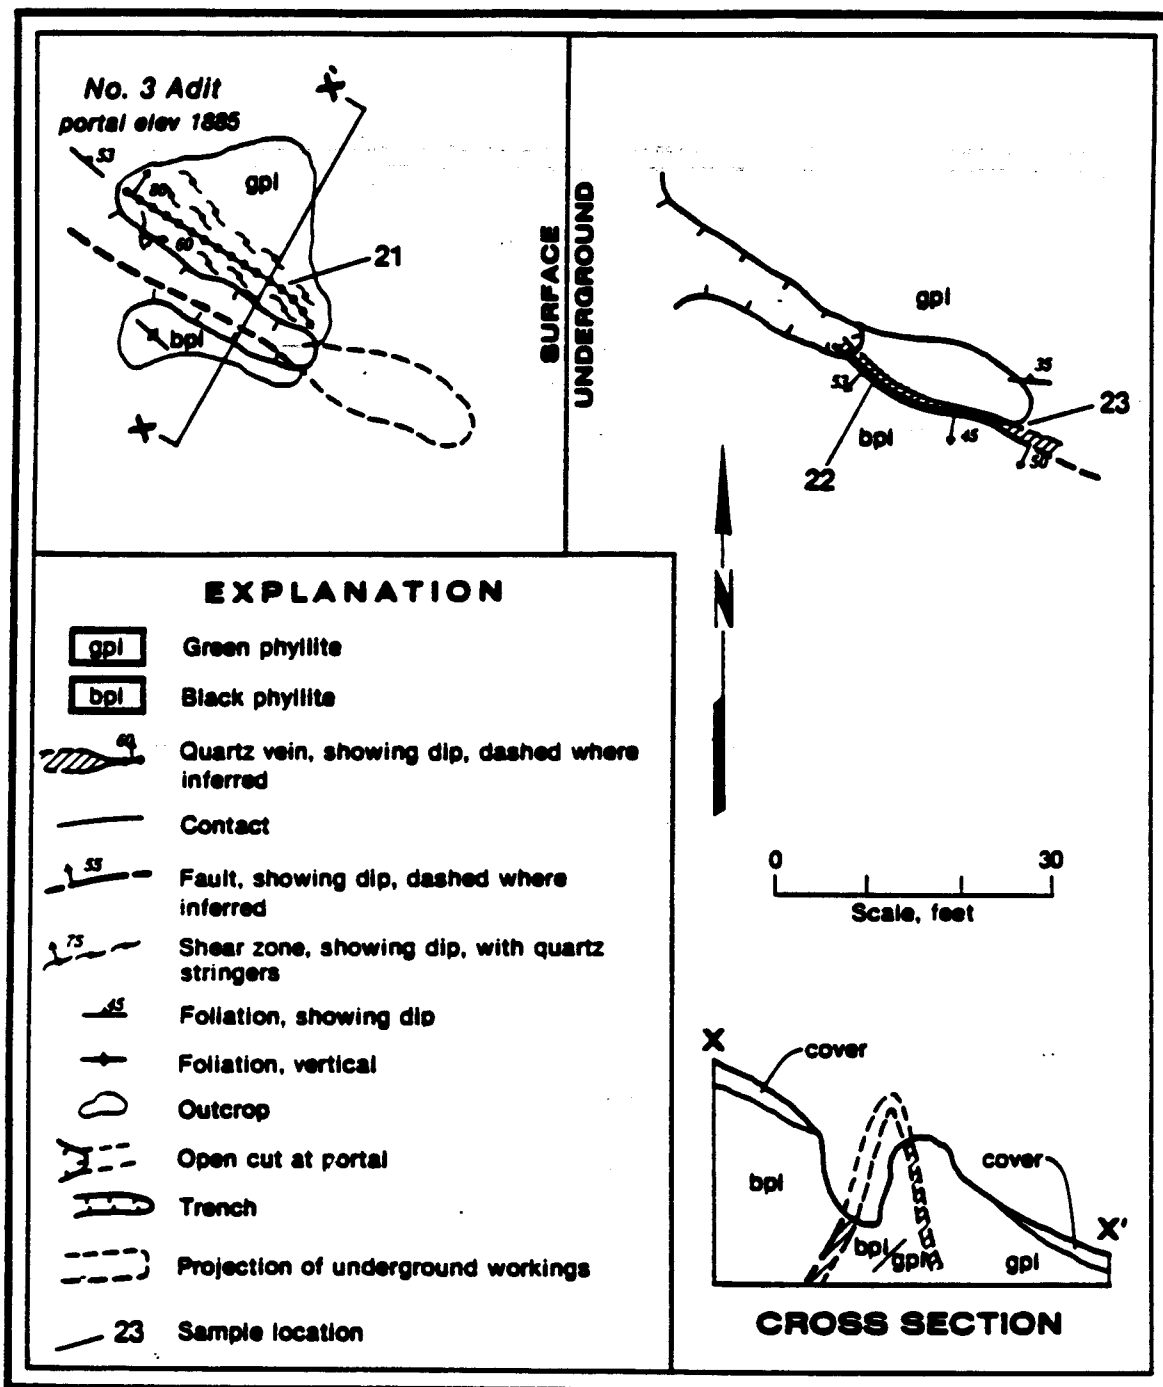 No. 3 Adit
portal elev 1885
X'
53
80
gpl
60
21
bpl
X
SURFACE
UNDERGROUND
gpl
35
53
23
bpl
45
22
50
N
EXPLANATION
gpl Green phyllite
bpl Black phyllite
60 Quartz vein, showing dip, dashed where
inferred
Contact
55 Fault, showing dip, dashed where
inferred
75 Shear zone, showing dip, with quartz
stringers
45 Foliation, showing dip
Foliation, vertical
Outcrop
Open cut at portal
Trench
Projection of underground workings
23 Sample location
0 30
Scale, feet
X
cover
bpl
cover
X'
bpl/gpl
gpl
CROSS SECTION